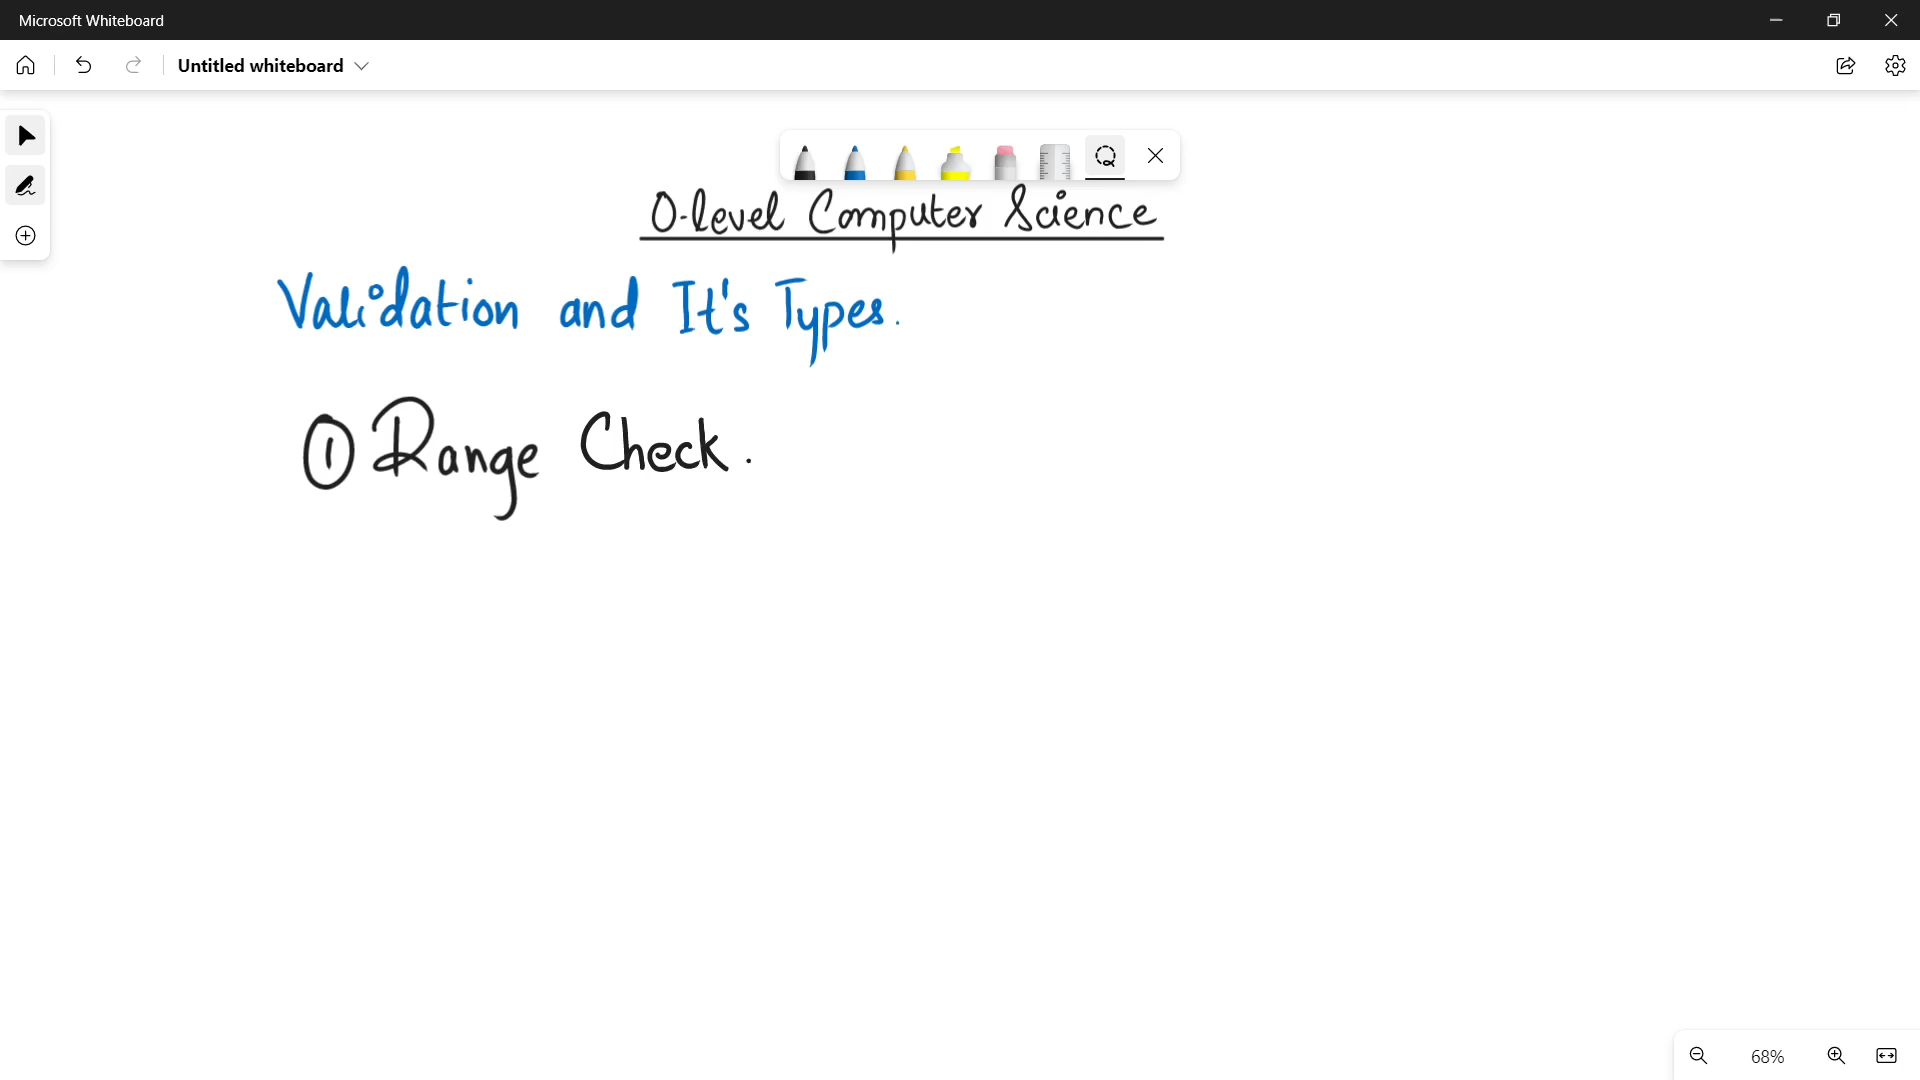 Microsoft Whiteboard
Untitled whiteboard
O-level Computer Science
Validation and It's Types.
① Range Check.
68%